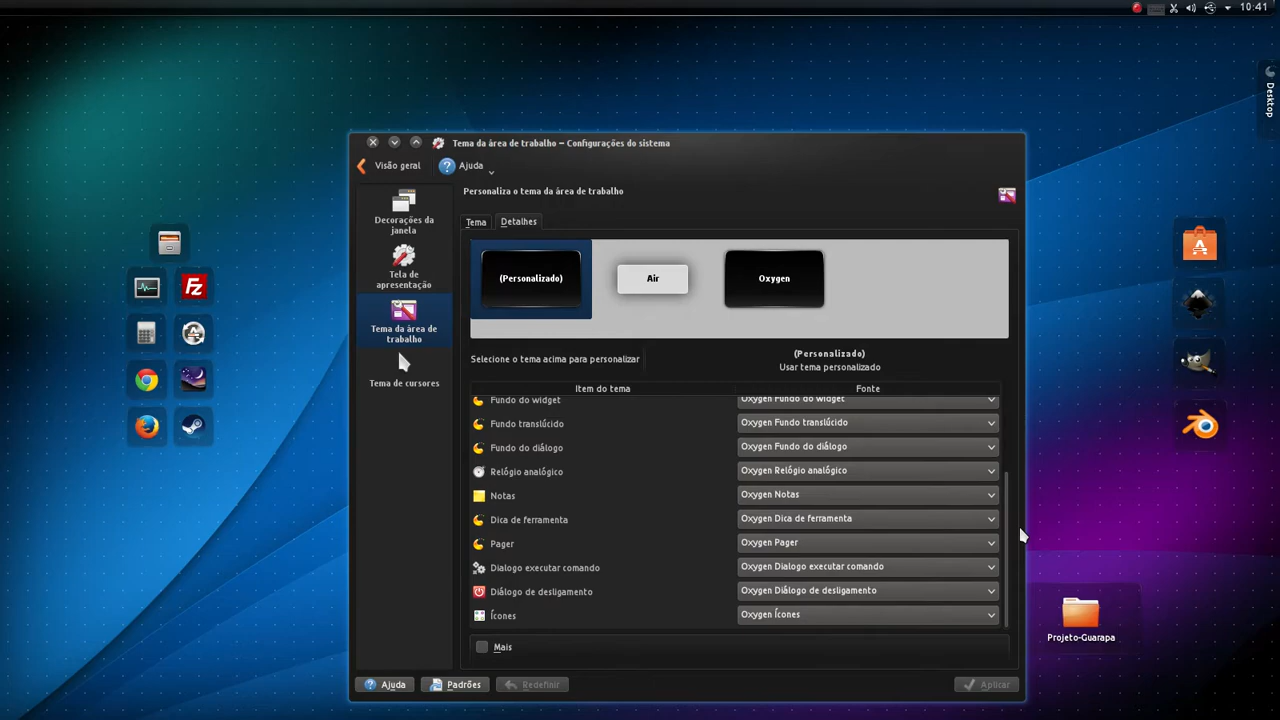 10:41
Desktop
Tema da àrea de trabalho – Configurações do sistema
Visão geral
Ajuda
Personaliza o tema da àrea de trabalho
Decorações da
janela
Tela de
apresentação
Tema da àrea de
trabalho
Tema de cursores
Tema
Detalhes
(Personalizado)
Air
Oxygen
Selecione o tema acima para personalizar
(Personalizado)
Usar tema personalizado
Item do tema
Fonte
Fundo do widget
Oxygen Fundo do widget
Fundo translúcido
Oxygen Fundo translúcido
Fundo do diálogo
Oxygen Fundo do diálogo
Relógio analógico
Oxygen Relógio analógico
Notas
Oxygen Notas
Dica de ferramenta
Oxygen Dica de ferramenta
Pager
Oxygen Pager
Dialogo executar comando
Oxygen Dialogo executar comando
Diálogo de desligamento
Oxygen Diálogo de desligamento
Ícones
Oxygen Ícones
Mais
Ajuda
Padrões
Redefinir
Aplicar
Projeto-Guarapa